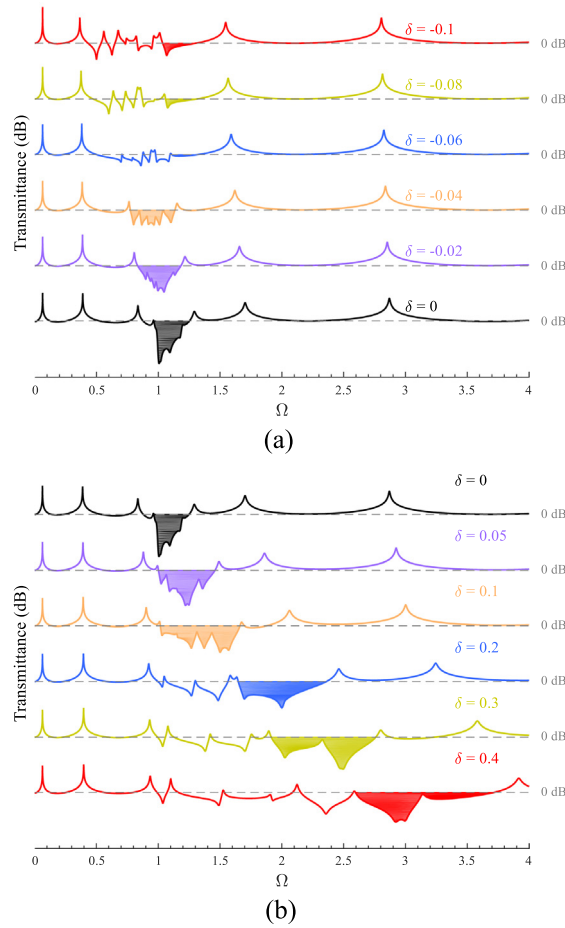 δ = -0.1
0 dB
δ = -0.08
0 dB
δ = -0.06
0 dB
δ = -0.04
0 dB
δ = -0.02
0 dB
δ = 0
0 dB
Transmittance (dB)
0 0.5 1 1.5 2 2.5 3 3.5 4
Ω
(a)
δ = 0
0 dB
δ = 0.05
0 dB
δ = 0.1
0 dB
δ = 0.2
0 dB
δ = 0.3
0 dB
δ = 0.4
0 dB
Transmittance (dB)
0 0.5 1 1.5 2 2.5 3 3.5 4
Ω
(b)